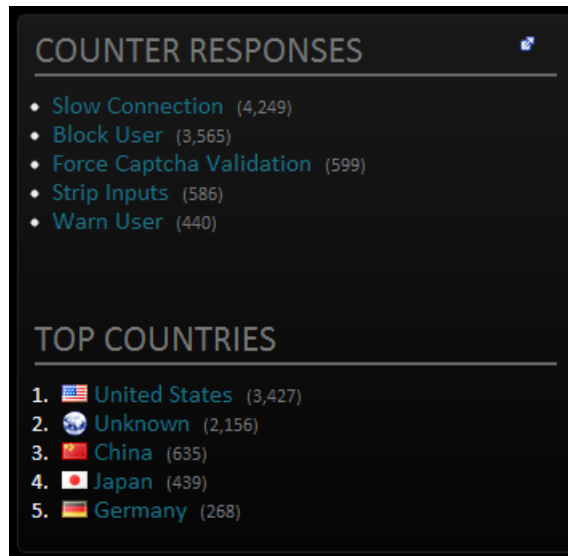 COUNTER RESPONSES
Slow Connection (4,249)
Block User (3,565)
Force Captcha Validation (599)
Strip Inputs (586)
Warn User (440)
TOP COUNTRIES
1. United States (3,427)
2. Unknown (2,156)
3. China (635)
4. Japan (439)
5. Germany (268)